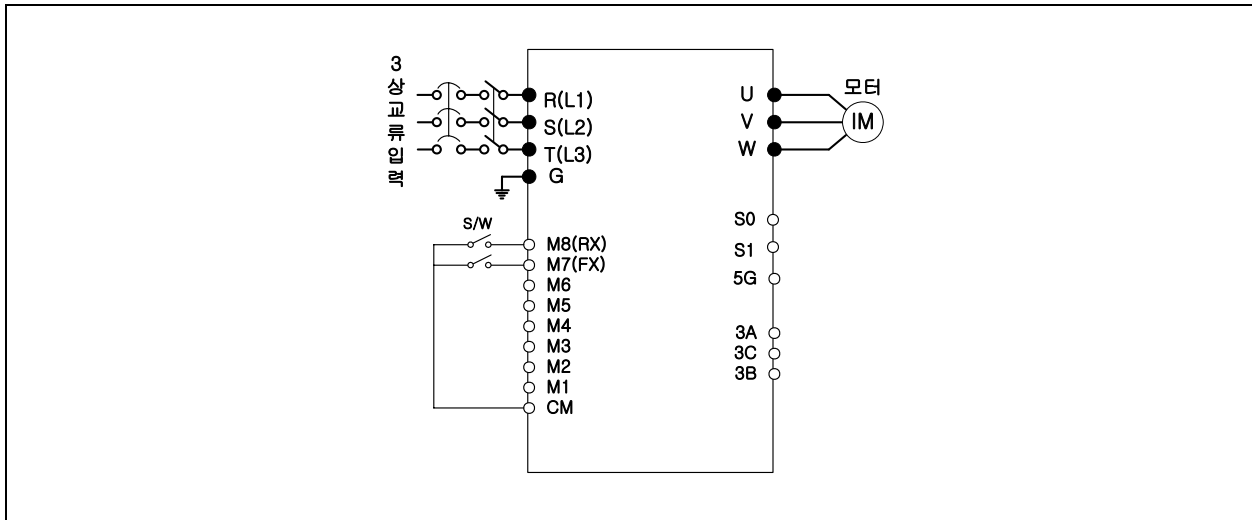 3상교류입력
R(L1)
S(L2)
T(L3)
G
S/W
M8(RX)
M7(FX)
M6
M5
M4
M3
M2
M1
CM
U
V
W
모터
IM
S0
S1
5G
3A
3C
3B